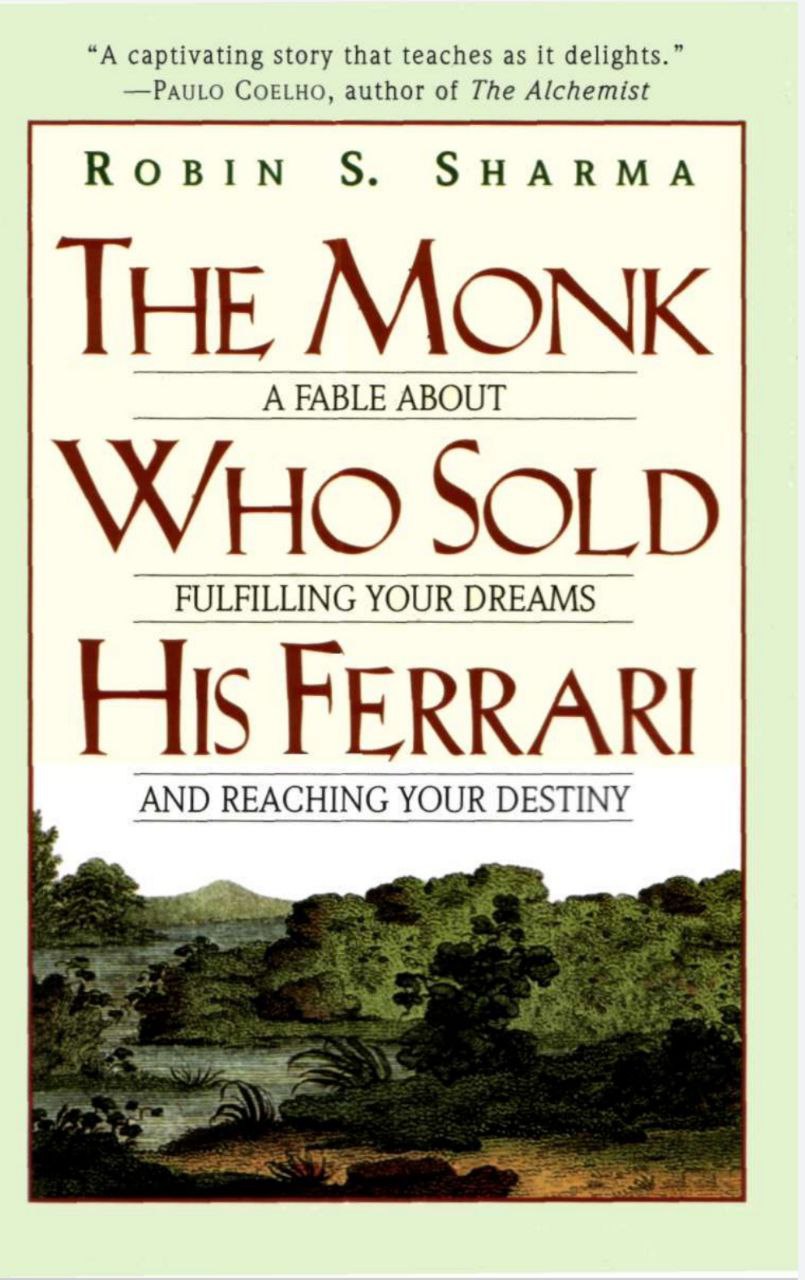 “A captivating story that teaches as it delights.”
—PAULO COELHO, author of The Alchemist
ROBIN S. SHARMA
THE MONK
A FABLE ABOUT
WHO SOLD
FULFILLING YOUR DREAMS
HIS FERRARI
AND REACHING YOUR DESTINY